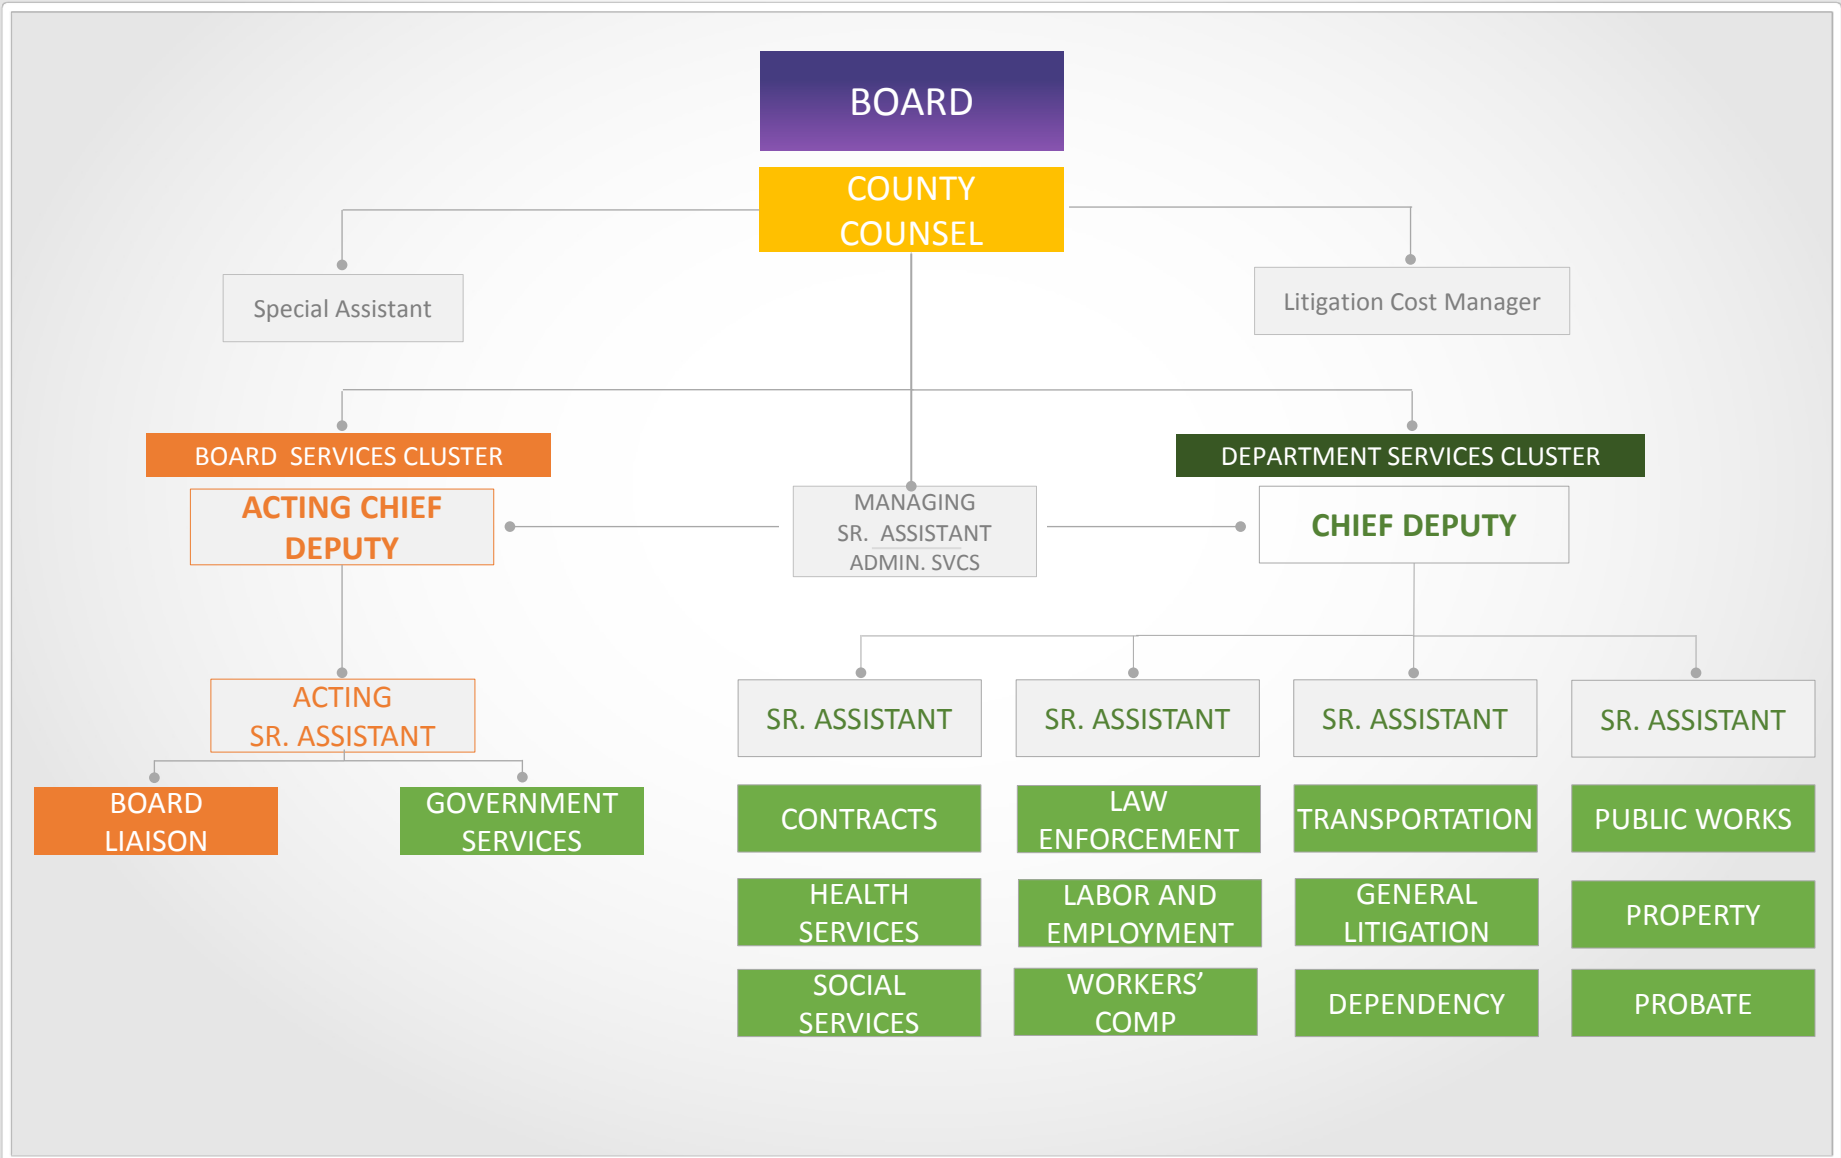 BOARD
COUNTY
COUNSEL
Special Assistant
Litigation Cost Manager
BOARD SERVICES CLUSTER
DEPARTMENT SERVICES CLUSTER
ACTING CHIEF
DEPUTY
MANAGING
SR. ASSISTANT
ADMIN. SVCS
CHIEF DEPUTY
ACTING
SR. ASSISTANT
SR. ASSISTANT
SR. ASSISTANT
SR. ASSISTANT
SR. ASSISTANT
BOARD
LIAISON
GOVERNMENT
SERVICES
CONTRACTS
LAW
ENFORCEMENT
TRANSPORTATION
PUBLIC WORKS
HEALTH
SERVICES
LABOR AND
EMPLOYMENT
GENERAL
LITIGATION
PROPERTY
SOCIAL
SERVICES
WORKERS’
COMP
DEPENDENCY
PROBATE